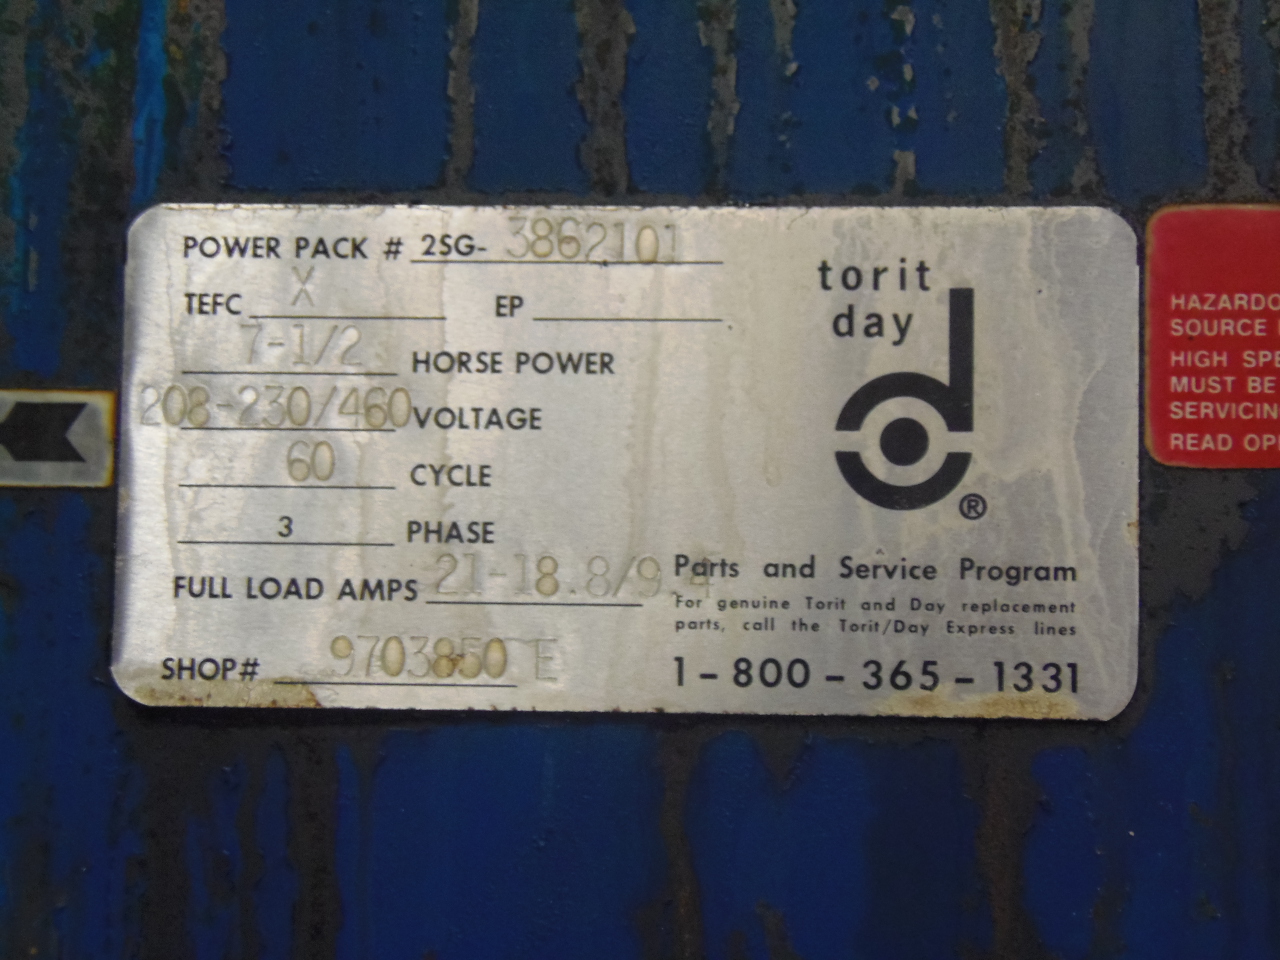 POWER PACK # 2SG- 3862101
TEFC X EP
7-1/2 HORSE POWER
208-230/460 VOLTAGE
60 CYCLE
3 PHASE
FULL LOAD AMPS 21-18.8/9.4
SHOP# 9703850 E
torit
day
®
Parts and Service Program
For genuine Torit and Day replacement
parts, call the Torit/Day Express lines
1-800-365-1331
HAZARDO
SOURCE
HIGH SPE
MUST BE
SERVICIN
READ OPE